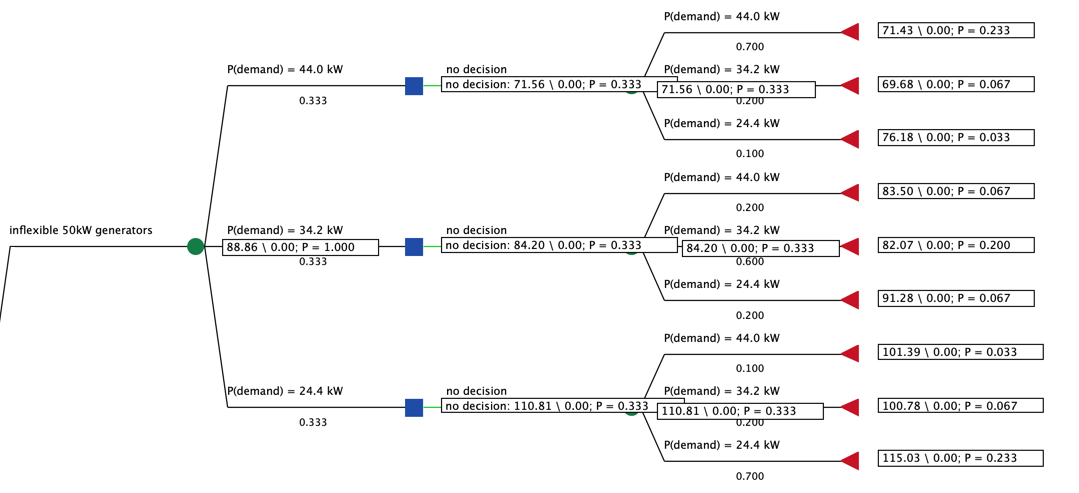 P(demand) = 44.0 kW
71.43 \ 0.00; P = 0.233
0.700
P(demand) = 44.0 kW
no decision
P(demand) = 34.2 kW
no decision: 71.56 \ 0.00; P = 0.333
71.56 \ 0.00; P = 0.333
69.68 \ 0.00; P = 0.067
0.333
0.200
P(demand) = 24.4 kW
76.18 \ 0.00; P = 0.033
0.100
P(demand) = 44.0 kW
83.50 \ 0.00; P = 0.067
0.200
inflexible 50kW generators
P(demand) = 34.2 kW
no decision
P(demand) = 34.2 kW
88.86 \ 0.00; P = 1.000
no decision: 84.20 \ 0.00; P = 0.333
84.20 \ 0.00; P = 0.333
82.07 \ 0.00; P = 0.200
0.333
0.600
P(demand) = 24.4 kW
91.28 \ 0.00; P = 0.067
0.200
P(demand) = 44.0 kW
101.39 \ 0.00; P = 0.033
0.100
P(demand) = 24.4 kW
no decision
P(demand) = 34.2 kW
no decision: 110.81 \ 0.00; P = 0.333
110.81 \ 0.00; P = 0.333
100.78 \ 0.00; P = 0.067
0.333
0.200
P(demand) = 24.4 kW
115.03 \ 0.00; P = 0.233
0.700